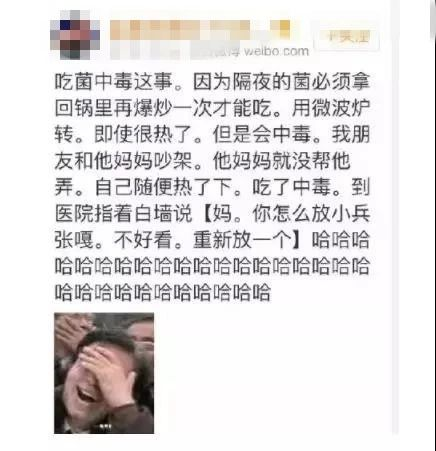 +关注
微博 weibo.com
吃菌中毒这事。因为隔夜的菌必须拿
回锅里再爆炒一次才能吃。用微波炉
转。即使很热了。但是会中毒。我朋
友和他妈妈吵架。他妈妈就没帮他
弄。自己随便热了下。吃了中毒。到
医院指着白墙说【妈。你怎么放小兵
张嘎。不好看。重新放一个】哈哈哈
哈哈哈哈哈哈哈哈哈哈哈哈哈哈哈哈
哈哈哈哈哈哈哈哈哈哈哈